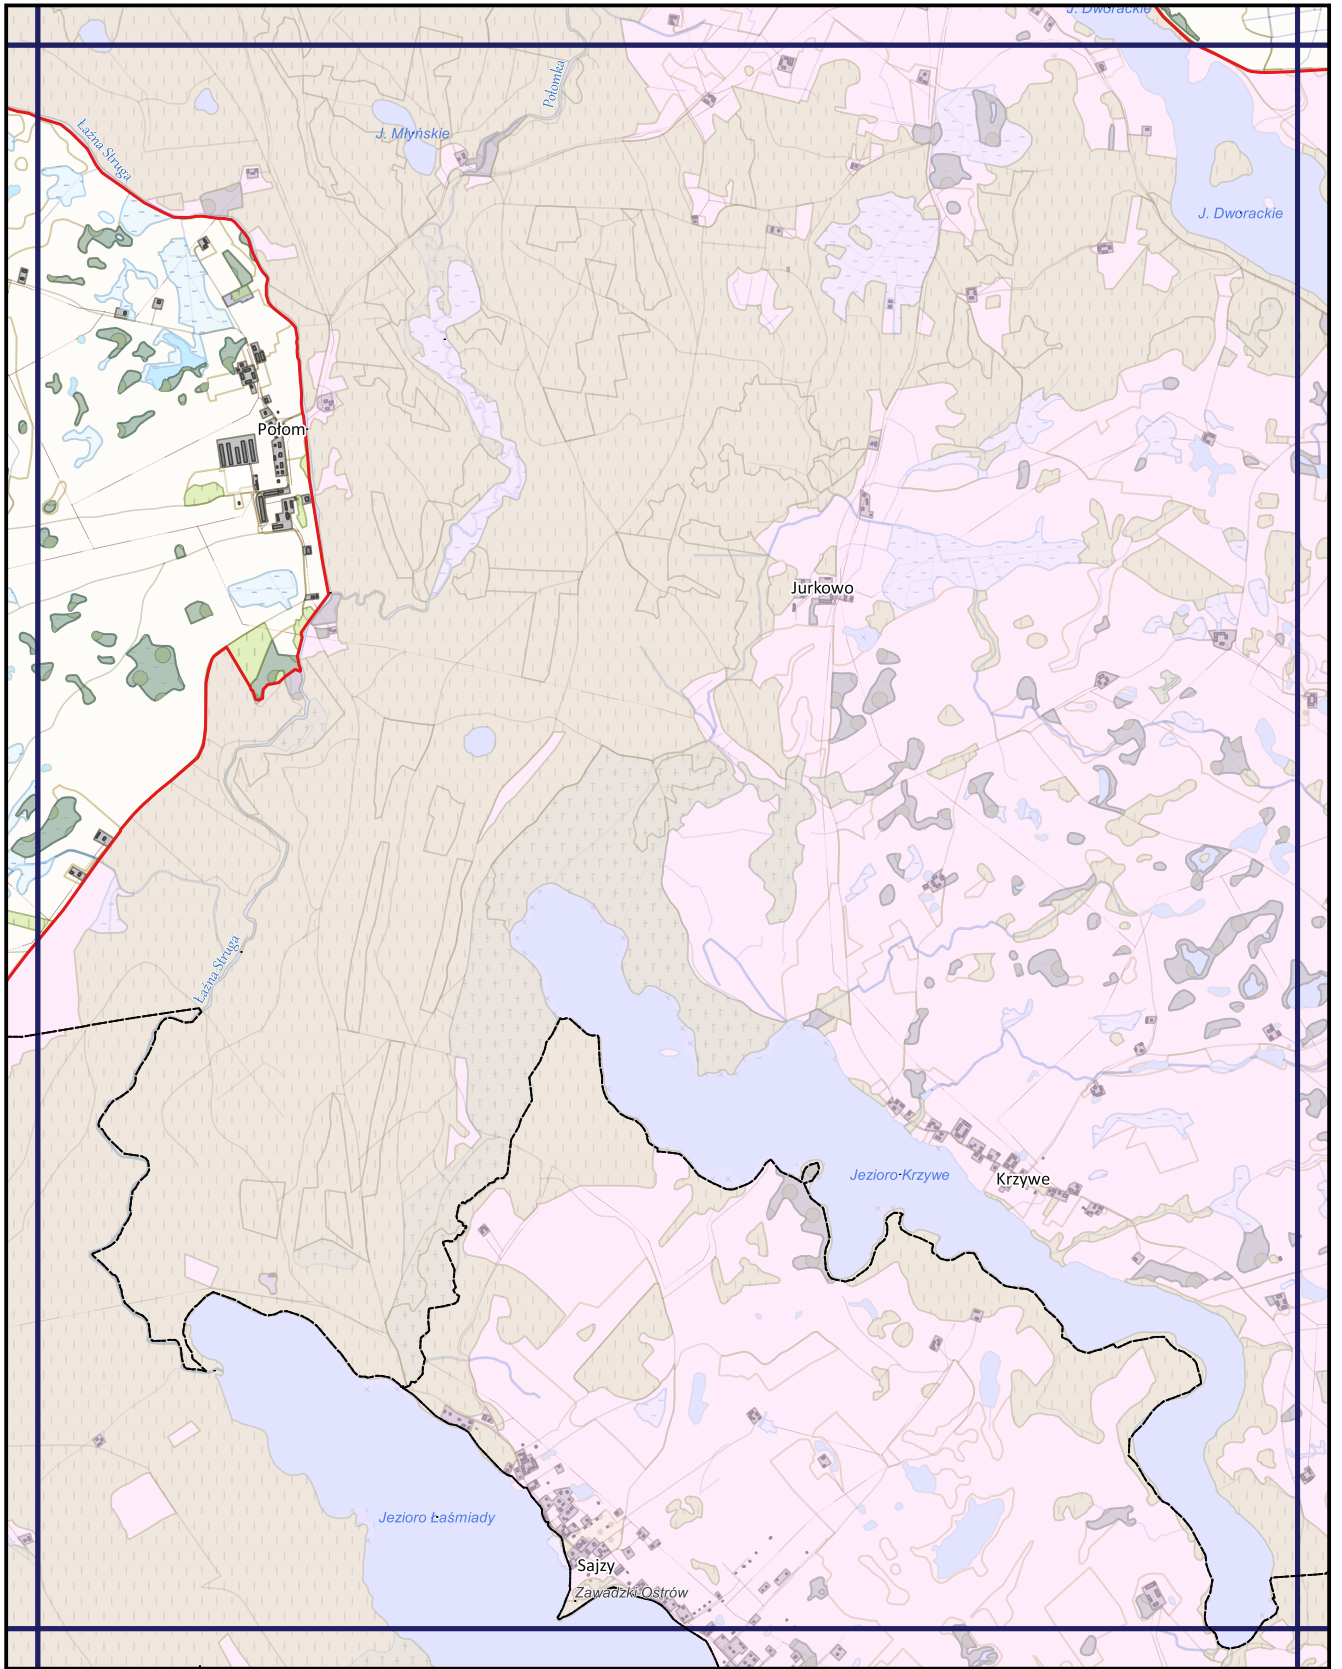 J. Dworackie
Połomka
Łaźna Struga
J. Młyńskie
J. Dworackie
Połom
Jurkowo
Łaźna Struga
Jezioro Krzywe
Krzywe
Jezioro Łaśmiady
Sajzy
Zawadzki Ostrów